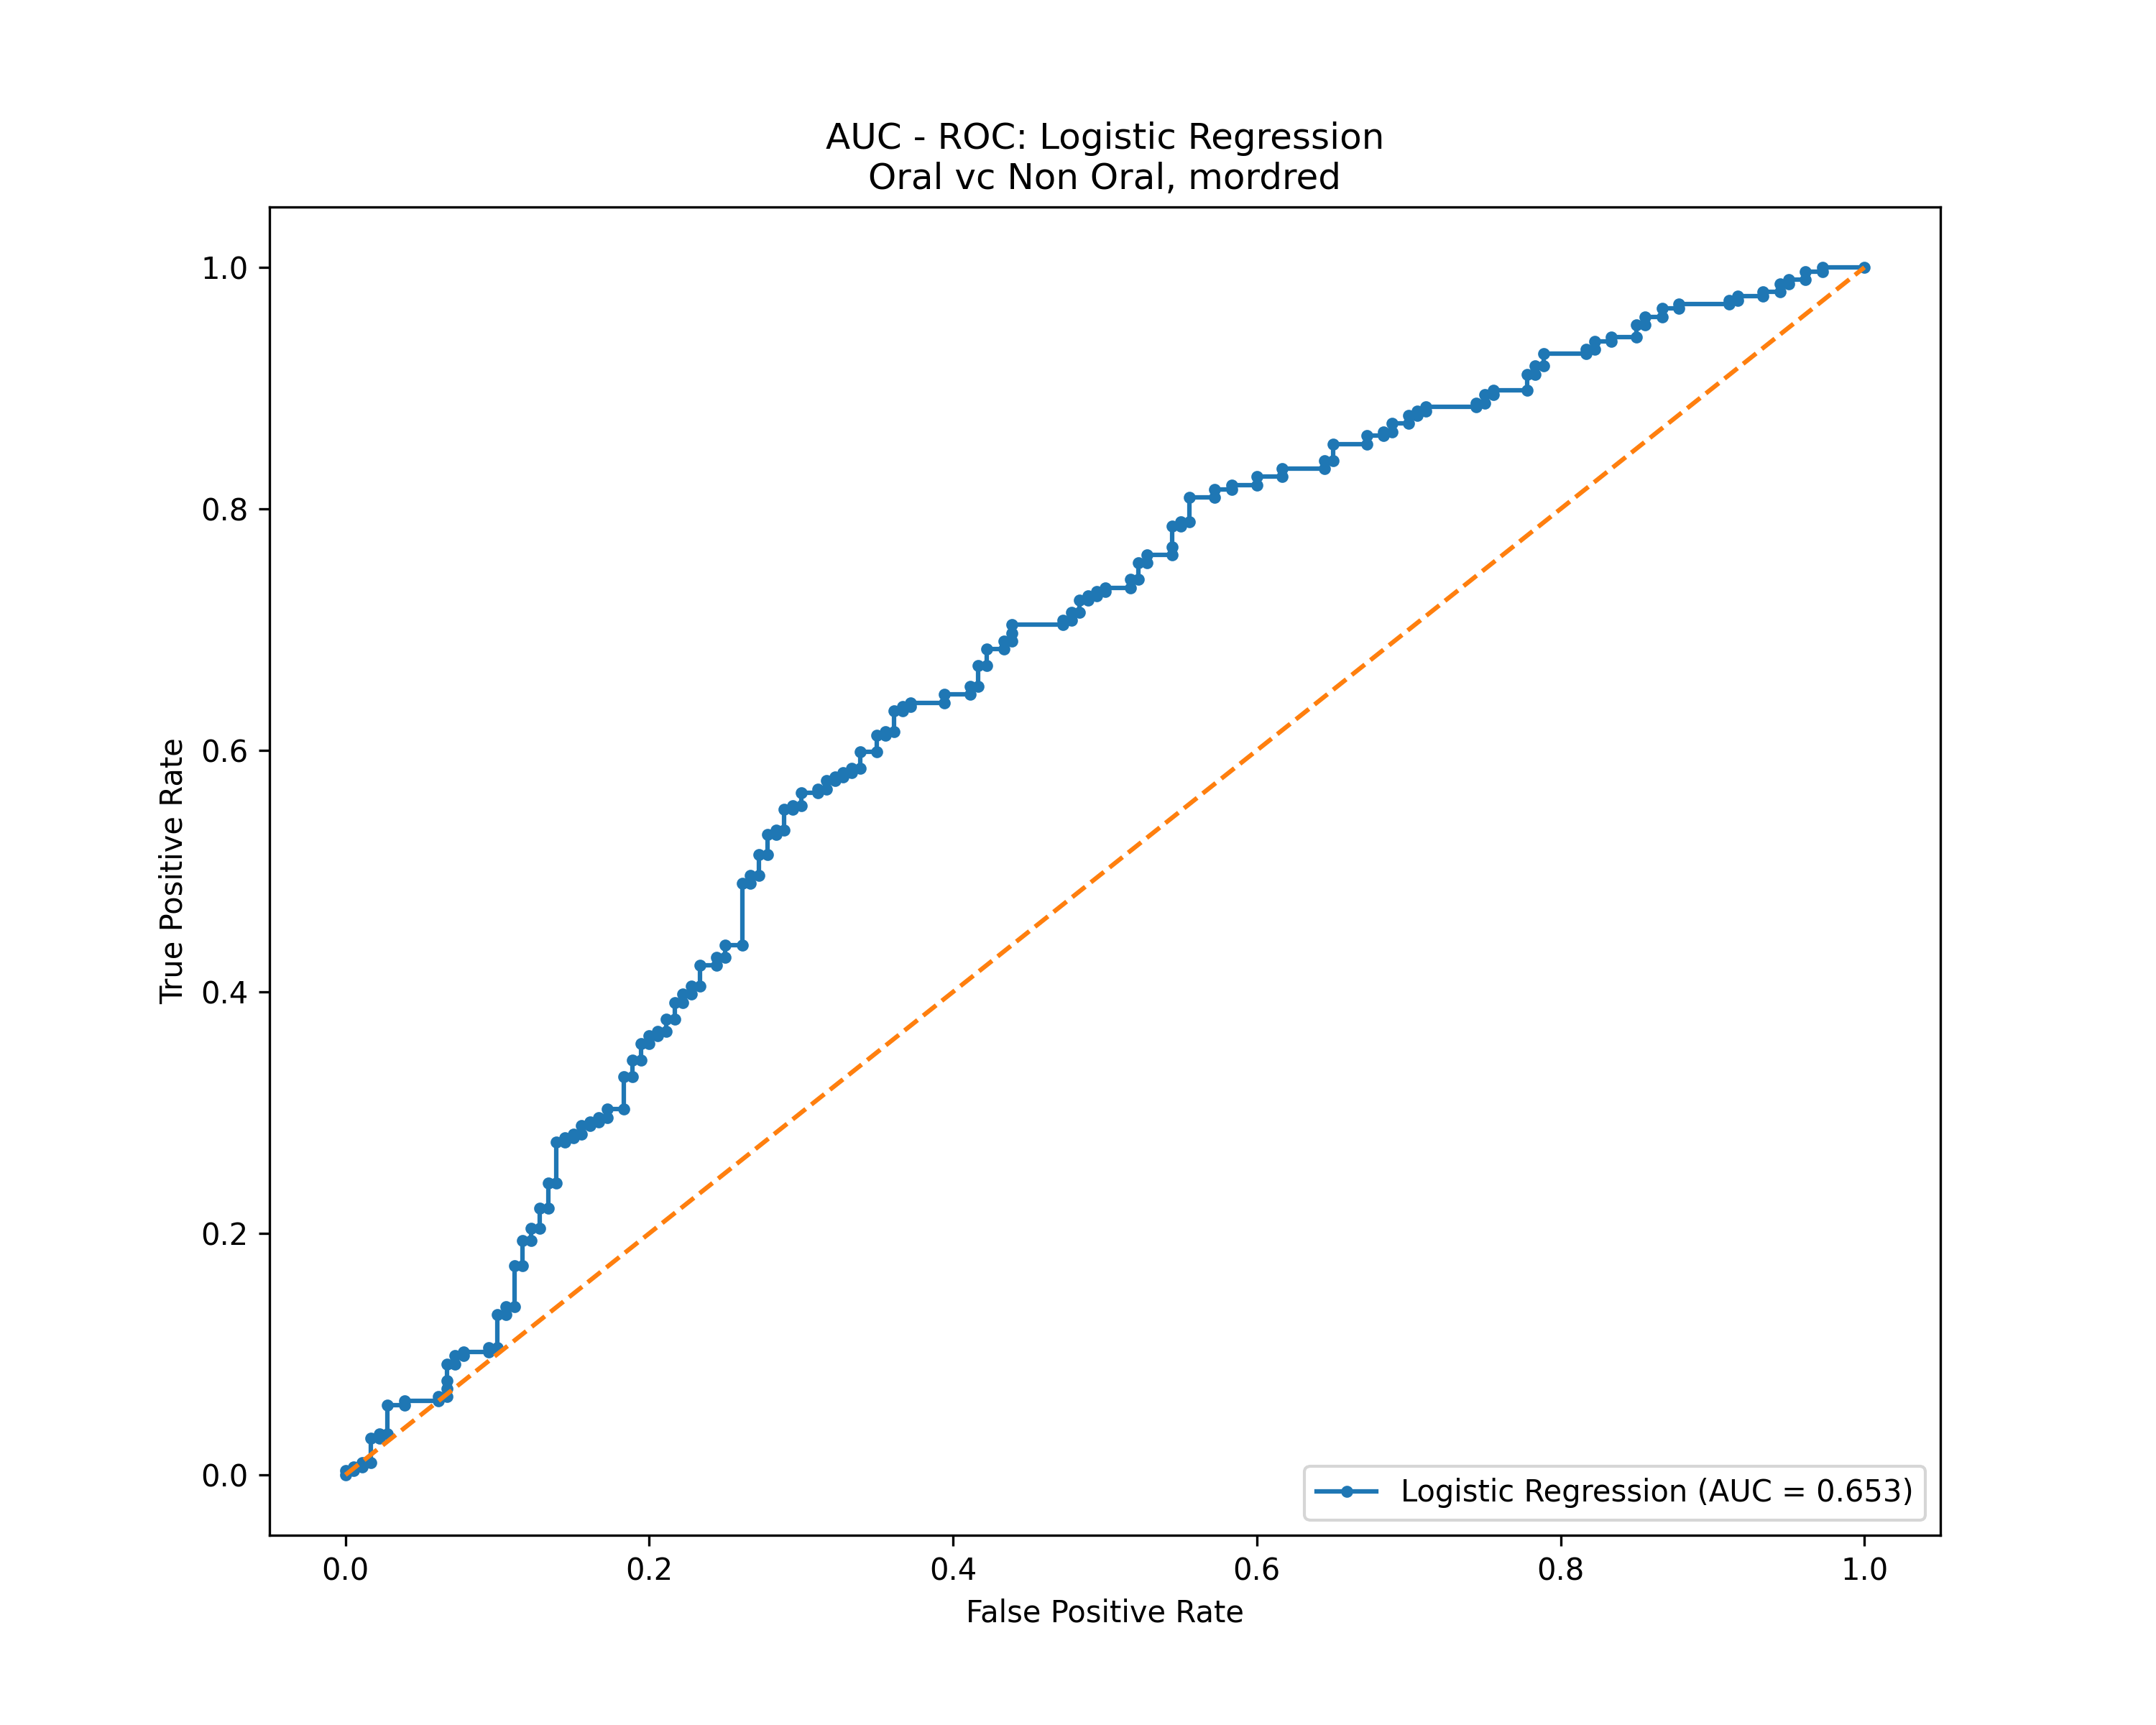 AUC - ROC: Logistic Regression
Oral vc Non Oral, mordred
True Positive Rate
1.0
0.8
0.6
0.4
0.2
0.0
Logistic Regression (AUC = 0.653)
0.0 0.2 0.4 0.6 0.8 1.0
False Positive Rate